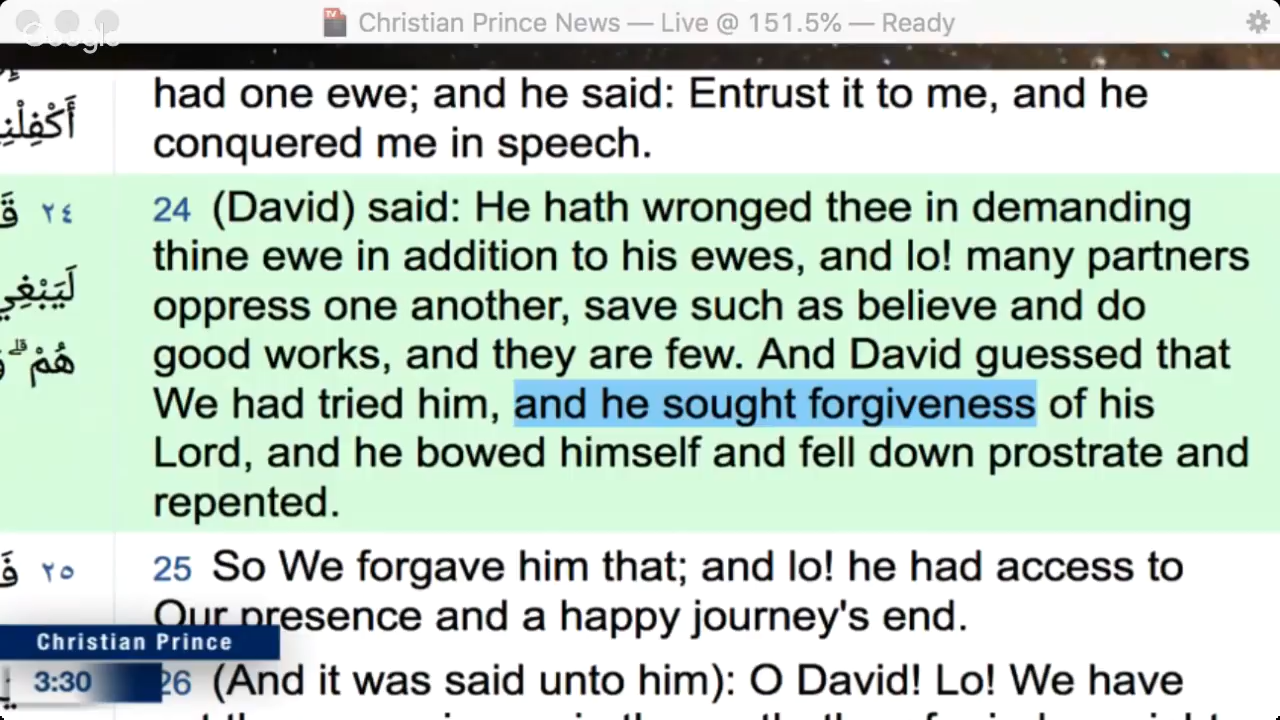 Christian Prince News — Live @ 151.5% — Ready
Google
had one ewe; and he said: Entrust it to me, and he
conquered me in speech.
24 (David) said: He hath wronged thee in demanding
thine ewe in addition to his ewes, and lo! many partners
oppress one another, save such as believe and do
good works, and they are few. And David guessed that
We had tried him, and he sought forgiveness of his
Lord, and he bowed himself and fell down prostrate and
repented.
٢٤
هُمْ ۗ
25 So We forgave him that; and lo! he had access to
Our presence and a happy journey's end.
٢٥
Christian Prince
3:30
26 (And it was said unto him): O David! Lo! We have